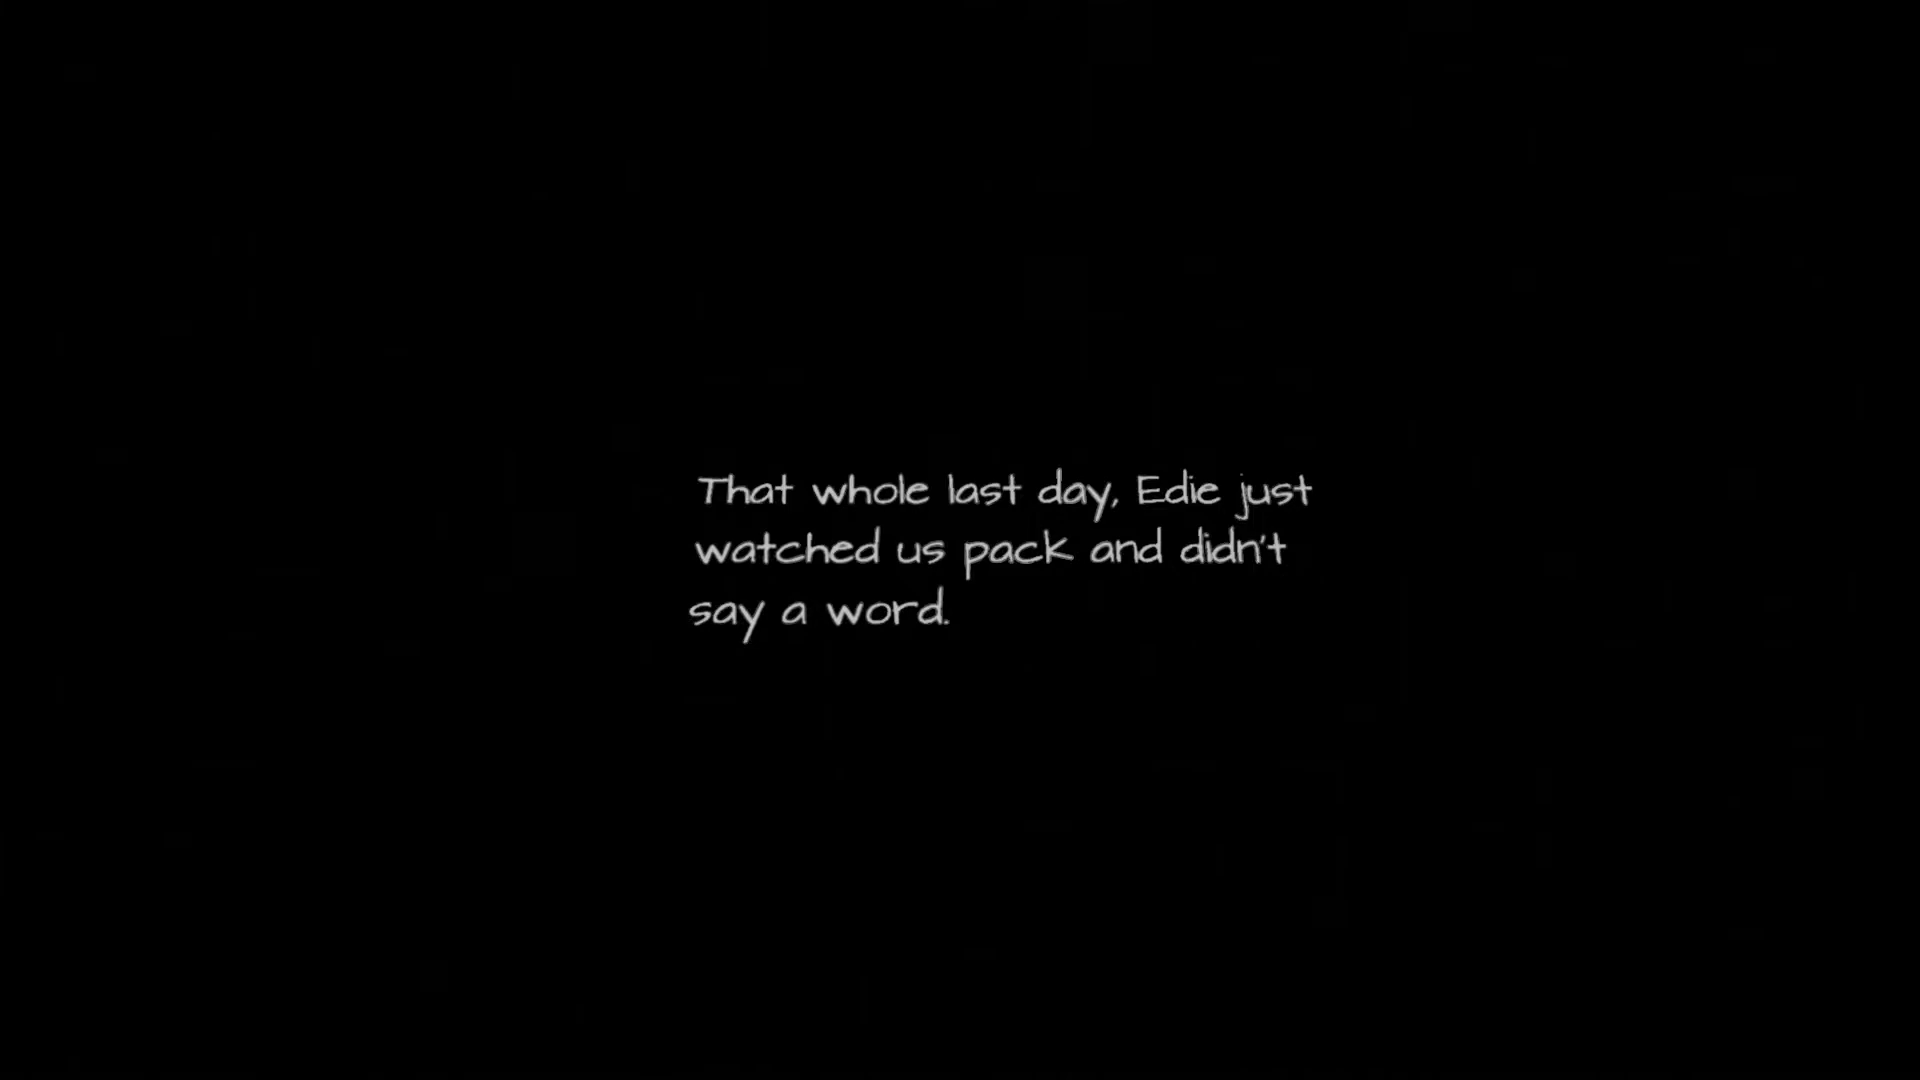 That whole last day, Edie just
watched us pack and didn't
say a word.